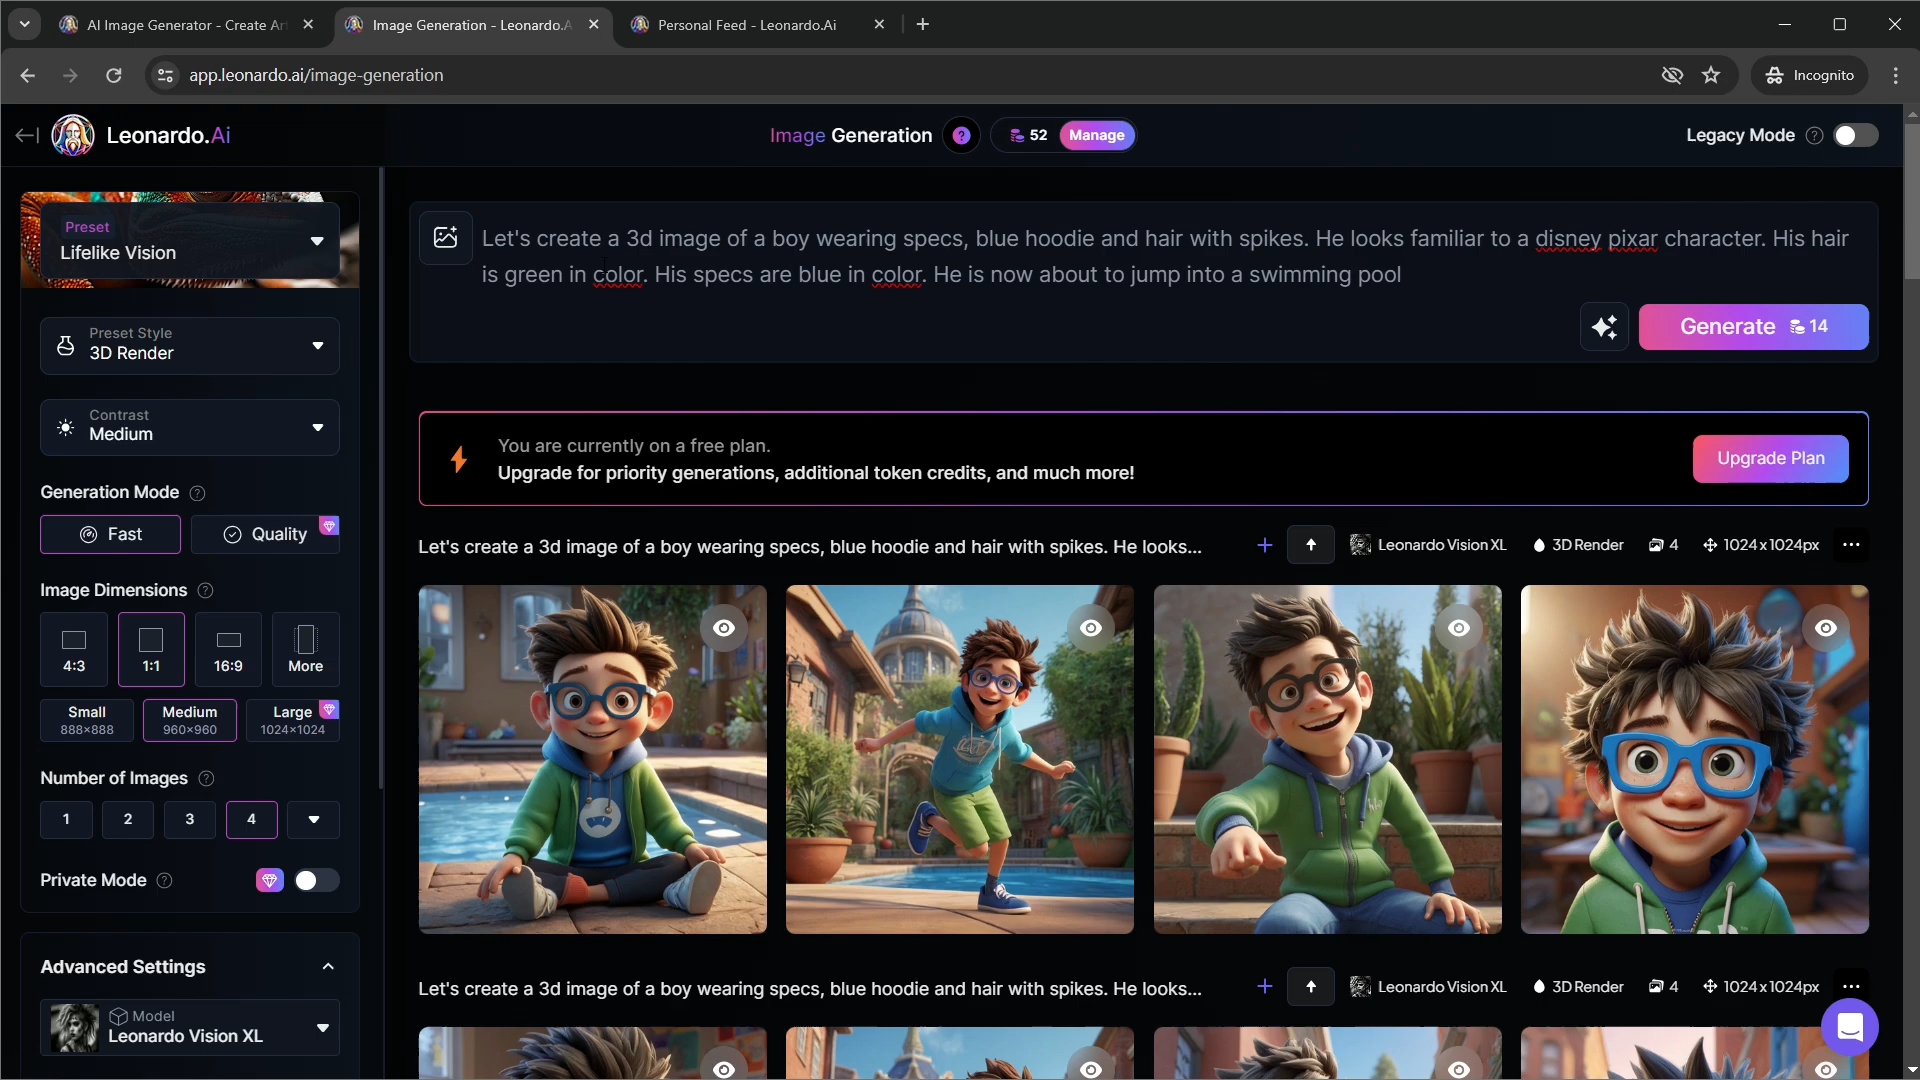 AI Image Generator - Create Ar
Image Generation - Leonardo.A
Personal Feed - Leonardo.Ai
app.leonardo.ai/image-generation
Incognito
Leonardo.Ai
Image Generation
?
52
Manage
Legacy Mode ?
Preset
Lifelike Vision
Let's create a 3d image of a boy wearing specs, blue hoodie and hair with spikes. He looks familiar to a disney pixar character. His hair
is green in color. His specs are blue in color. He is now about to jump into a swimming pool
Generate 14
Preset Style
3D Render
Contrast
Medium
You are currently on a free plan.
Upgrade for priority generations, additional token credits, and much more!
Upgrade Plan
Generation Mode ?
Fast
Quality
Let's create a 3d image of a boy wearing specs, blue hoodie and hair with spikes. He looks...
Leonardo Vision XL
3D Render
4
1024x1024px
Image Dimensions ?
4:3
1:1
16:9
More
Small
888×888
Medium
960×960
Large
1024×1024
Number of Images ?
1
2
3
4
Private Mode ?
Advanced Settings
Model
Leonardo Vision XL
Let's create a 3d image of a boy wearing specs, blue hoodie and hair with spikes. He looks...
Leonardo Vision XL
3D Render
4
1024x1024px